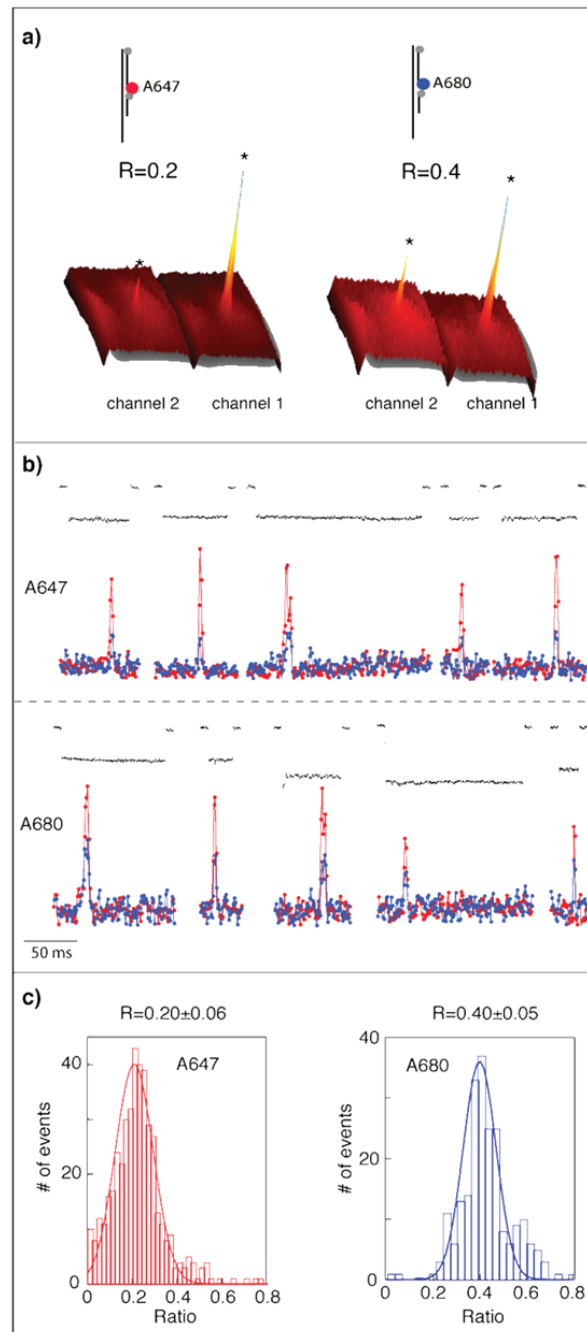 a)
A647
A680
R=0.2
R=0.4
*
*
*
*
channel 2
channel 1
channel 2
channel 1
b)
A647
A680
50 ms
c)
R=0.20±0.06
R=0.40±0.05
A647
A680
# of events
40
20
0
0
0.2
0.4
0.6
0.8
Ratio
# of events
40
20
0
0
0.2
0.4
0.6
0.8
Ratio